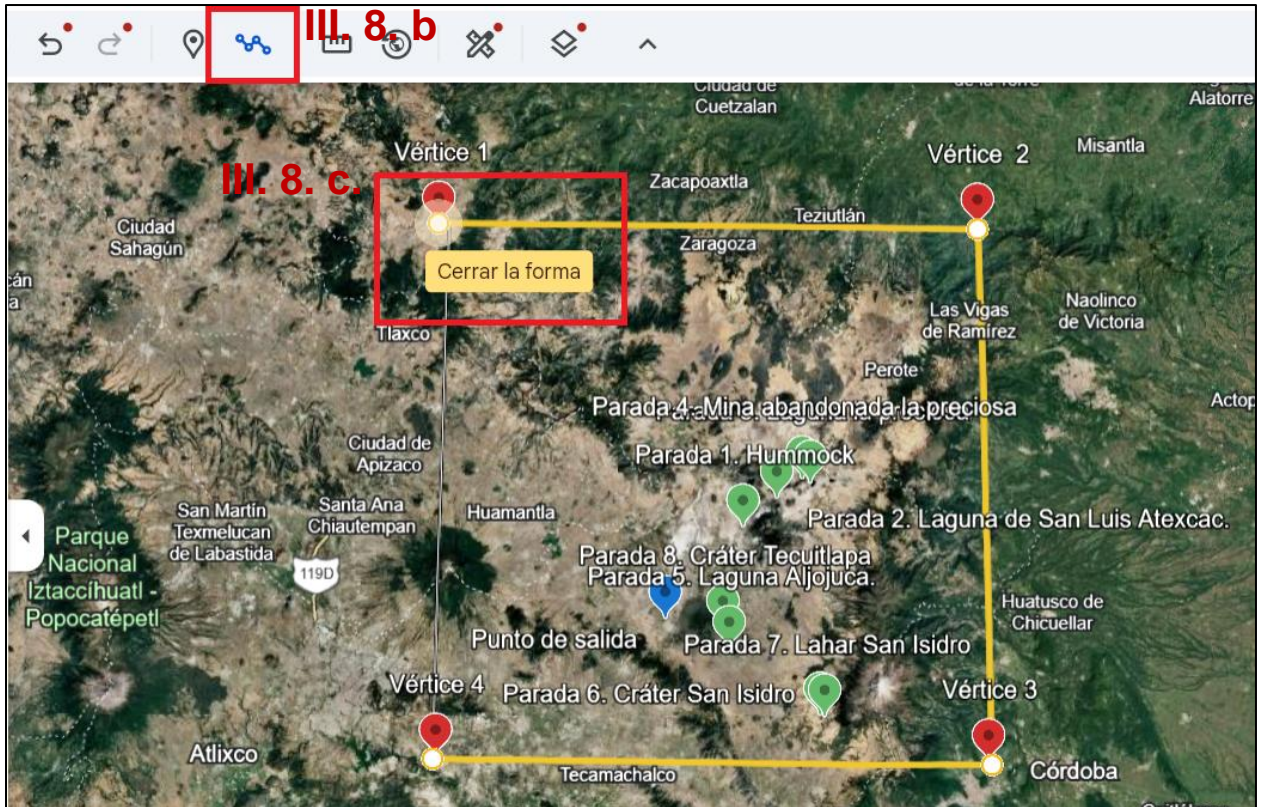 III. 8. b
Ciudad de
Cuetzalan
de la Torre
Alatorre
Vértice 1
Vértice 2
Misantla
III. 8. c.
Zacapoaxtla
Teziutlán
Ciudad
Sahagún
Zaragoza
Cerrar la forma
Tlaxco
Las Vigas
de Ramírez
Naolinco
de Victoria
Perote
Parada 4. Mina abandonada la preciosa
Actop
Ciudad de
Apizaco
Parada 1. Hummock
San Martín
Texmelucan
de Labastida
Santa Ana
Chiautempan
Huamantla
Parada 2. Laguna de San Luis Atexcac.
Parque
Nacional
Iztaccíhuatl -
Popocatépetl
119D
Parada 8. Cráter Tecuitlapa
Parada 5. Laguna Aljojuca.
Huatusco de
Chicuellar
Punto de salida
Parada 7. Lahar San Isidro
Vértice 4
Parada 6. Cráter San Isidro
Vértice 3
Atlixco
Tecamachalco
Córdoba